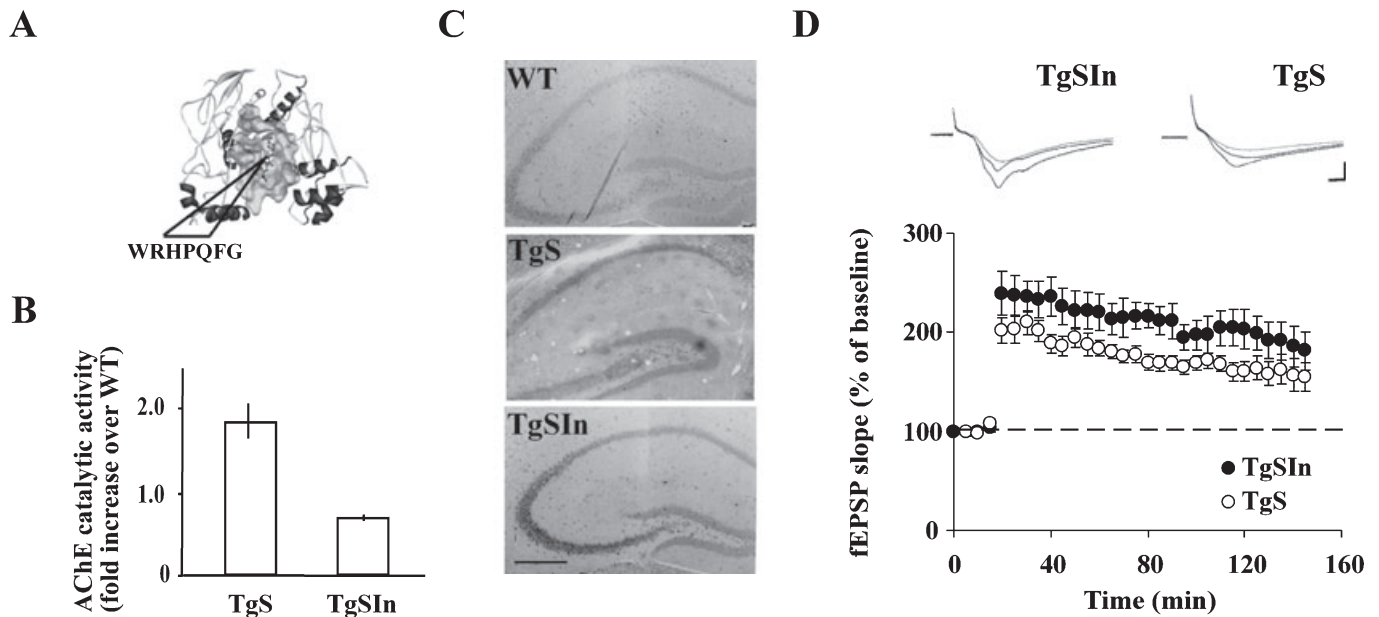 A
WRHPQFG
B
AChE catalytic activity
(fold increase over WT)
2.0
1.0
0
TgS TgSIn
C
WT
TgS
TgSIn
D
TgSIn TgS
fEPSP slope (% of baseline)
300
200
100
0
TgSIn
TgS
0 40 80 120 160
Time (min)